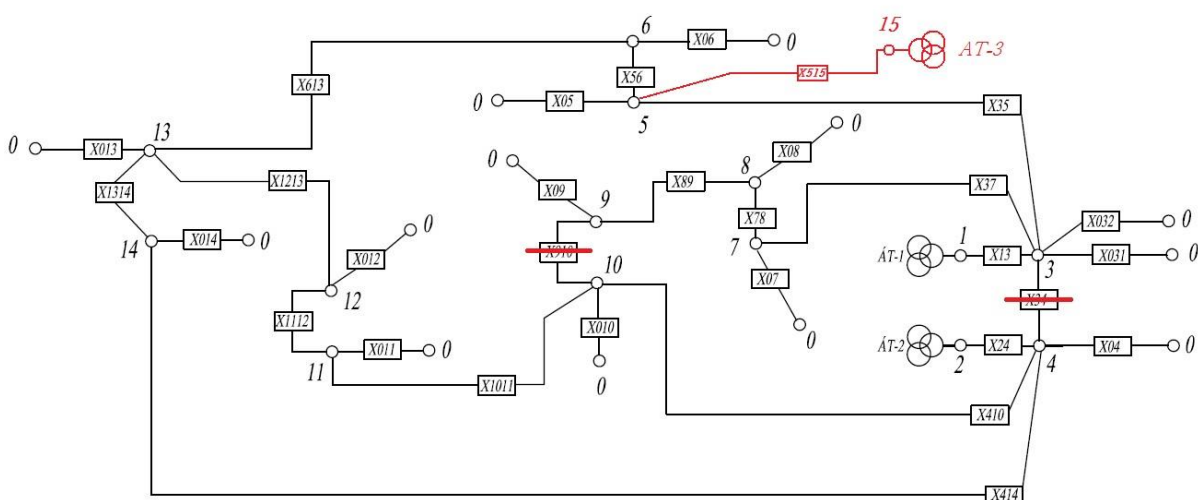 15
6
0
X06
AT-3
X56
X515
X613
0
X05
X35
5
0
13
0
X013
X1213
0
8
X08
X89
X37
X09
X1314
9
X032
0
0
X014
0
X78
14
7
1
X012
ÁT-1
X13
X031
0
X910
3
10
X07
12
X34
X1112
X010
0
0
X011
0
ÁT-2
X24
X04
2
4
11
0
X1011
X410
X414